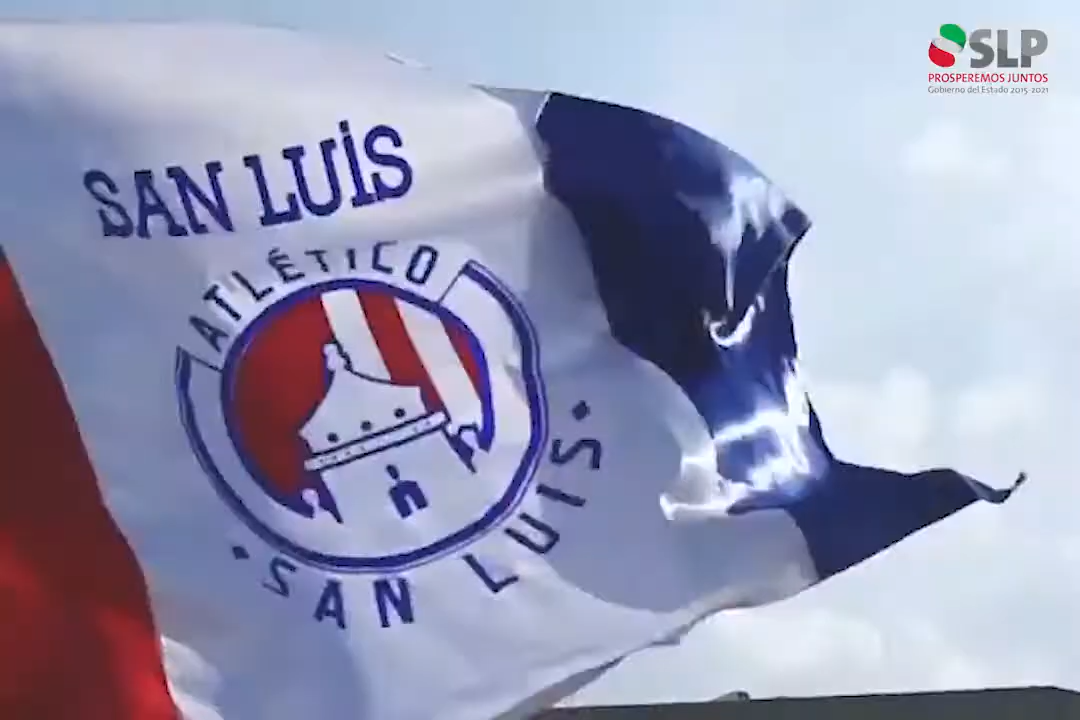 SLP
PROSPEREMOS JUNTOS
Gobierno del Estado 2015-2021
SAN LUIS
ATLÉTICO
SAN LUIS